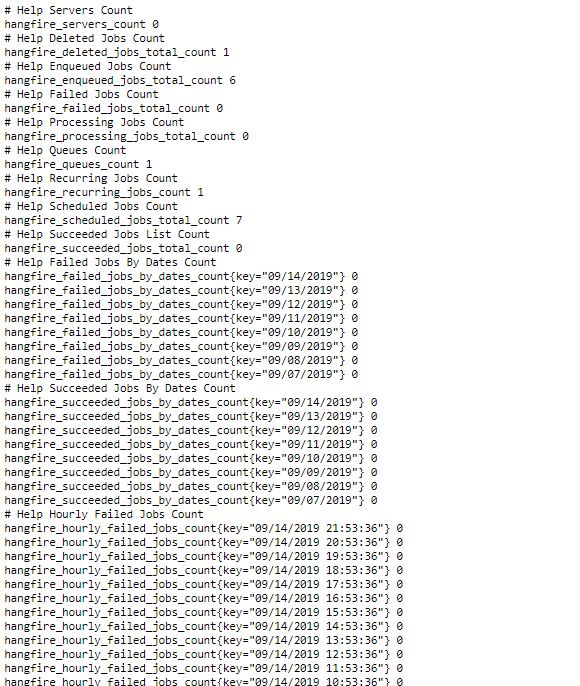 # Help Servers Count
hangfire_servers_count 0
# Help Deleted Jobs Count
hangfire_deleted_jobs_total_count 1
# Help Enqueued Jobs Count
hangfire_enqueued_jobs_total_count 6
# Help Failed Jobs Count
hangfire_failed_jobs_total_count 0
# Help Processing Jobs Count
hangfire_processing_jobs_total_count 0
# Help Queues Count
hangfire_queues_count 1
# Help Recurring Jobs Count
hangfire_recurring_jobs_count 1
# Help Scheduled Jobs Count
hangfire_scheduled_jobs_total_count 7
# Help Succeeded Jobs List Count
hangfire_succeeded_jobs_total_count 0
# Help Failed Jobs By Dates Count
hangfire_failed_jobs_by_dates_count{key="09/14/2019"} 0
hangfire_failed_jobs_by_dates_count{key="09/13/2019"} 0
hangfire_failed_jobs_by_dates_count{key="09/12/2019"} 0
hangfire_failed_jobs_by_dates_count{key="09/11/2019"} 0
hangfire_failed_jobs_by_dates_count{key="09/10/2019"} 0
hangfire_failed_jobs_by_dates_count{key="09/09/2019"} 0
hangfire_failed_jobs_by_dates_count{key="09/08/2019"} 0
hangfire_failed_jobs_by_dates_count{key="09/07/2019"} 0
# Help Succeeded Jobs By Dates Count
hangfire_succeeded_jobs_by_dates_count{key="09/14/2019"} 0
hangfire_succeeded_jobs_by_dates_count{key="09/13/2019"} 0
hangfire_succeeded_jobs_by_dates_count{key="09/12/2019"} 0
hangfire_succeeded_jobs_by_dates_count{key="09/11/2019"} 0
hangfire_succeeded_jobs_by_dates_count{key="09/10/2019"} 0
hangfire_succeeded_jobs_by_dates_count{key="09/09/2019"} 0
hangfire_succeeded_jobs_by_dates_count{key="09/08/2019"} 0
hangfire_succeeded_jobs_by_dates_count{key="09/07/2019"} 0
# Help Hourly Failed Jobs Count
hangfire_hourly_failed_jobs_count{key="09/14/2019 21:53:36"} 0
hangfire_hourly_failed_jobs_count{key="09/14/2019 20:53:36"} 0
hangfire_hourly_failed_jobs_count{key="09/14/2019 19:53:36"} 0
hangfire_hourly_failed_jobs_count{key="09/14/2019 18:53:36"} 0
hangfire_hourly_failed_jobs_count{key="09/14/2019 17:53:36"} 0
hangfire_hourly_failed_jobs_count{key="09/14/2019 16:53:36"} 0
hangfire_hourly_failed_jobs_count{key="09/14/2019 15:53:36"} 0
hangfire_hourly_failed_jobs_count{key="09/14/2019 14:53:36"} 0
hangfire_hourly_failed_jobs_count{key="09/14/2019 13:53:36"} 0
hangfire_hourly_failed_jobs_count{key="09/14/2019 12:53:36"} 0
hangfire_hourly_failed_jobs_count{key="09/14/2019 11:53:36"} 0
hangfire_hourly_failed_jobs_count{key="09/14/2019 10:53:36"} 0